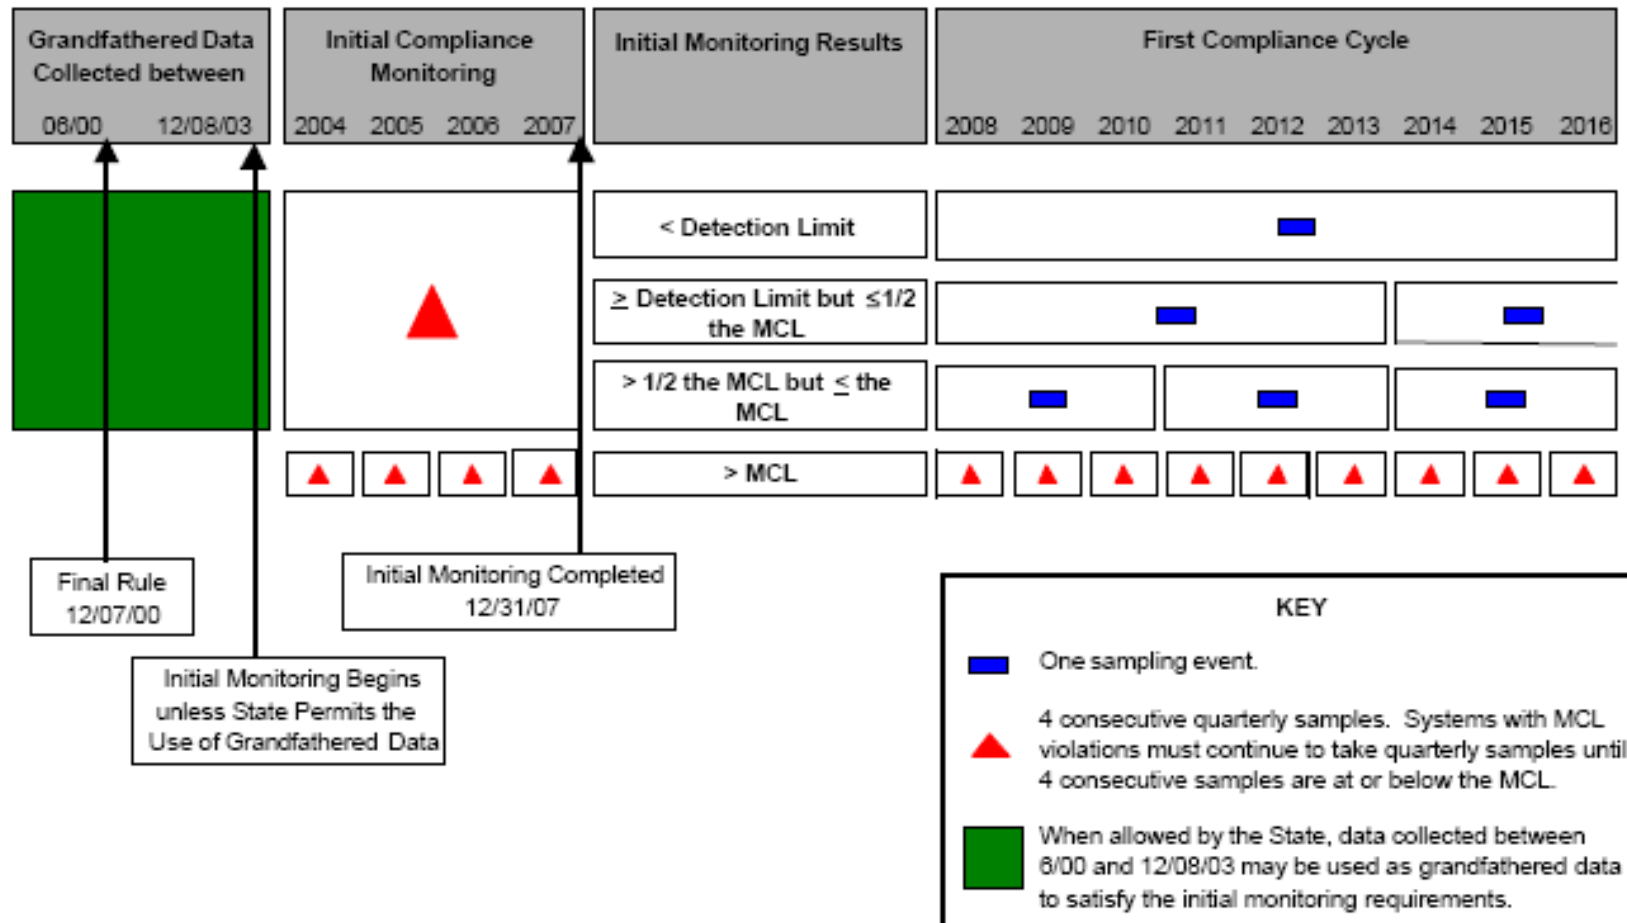 Grandfathered Data
Collected between
06/00 12/08/03
Initial Compliance
Monitoring
2004 2005 2006 2007
Initial Monitoring Results
First Compliance Cycle
2008 2009 2010 2011 2012 2013 2014 2015 2016
< Detection Limit
≥ Detection Limit but ≤1/2
the MCL
> 1/2 the MCL but ≤ the
MCL
> MCL
Final Rule
12/07/00
Initial Monitoring Completed
12/31/07
Initial Monitoring Begins
unless State Permits the
Use of Grandfathered Data
KEY
One sampling event.
4 consecutive quarterly samples. Systems with MCL
violations must continue to take quarterly samples until
4 consecutive samples are at or below the MCL.
When allowed by the State, data collected between
6/00 and 12/08/03 may be used as grandfathered data
to satisfy the initial monitoring requirements.